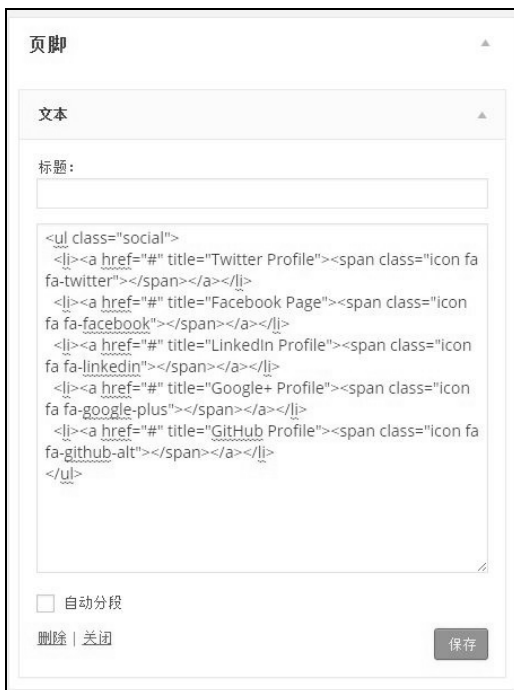 页脚
文本
标题:
<ul class="social">
<li><a href="#" title="Twitter Profile"><span class="icon fa
fa-twitter"></span></a></li>
<li><a href="#" title="Facebook Page"><span class="icon
fa fa-facebook"></span></a></li>
<li><a href="#" title="LinkedIn Profile"><span class="icon
fa fa-linkedin"></span></a></li>
<li><a href="#" title="Google+ Profile"><span class="icon
fa fa-google-plus"></span></a></li>
<li><a href="#" title="GitHub Profile"><span class="icon fa
fa-github-alt"></span></a></li>
</ul>
自动分段
删除 | 关闭
保存